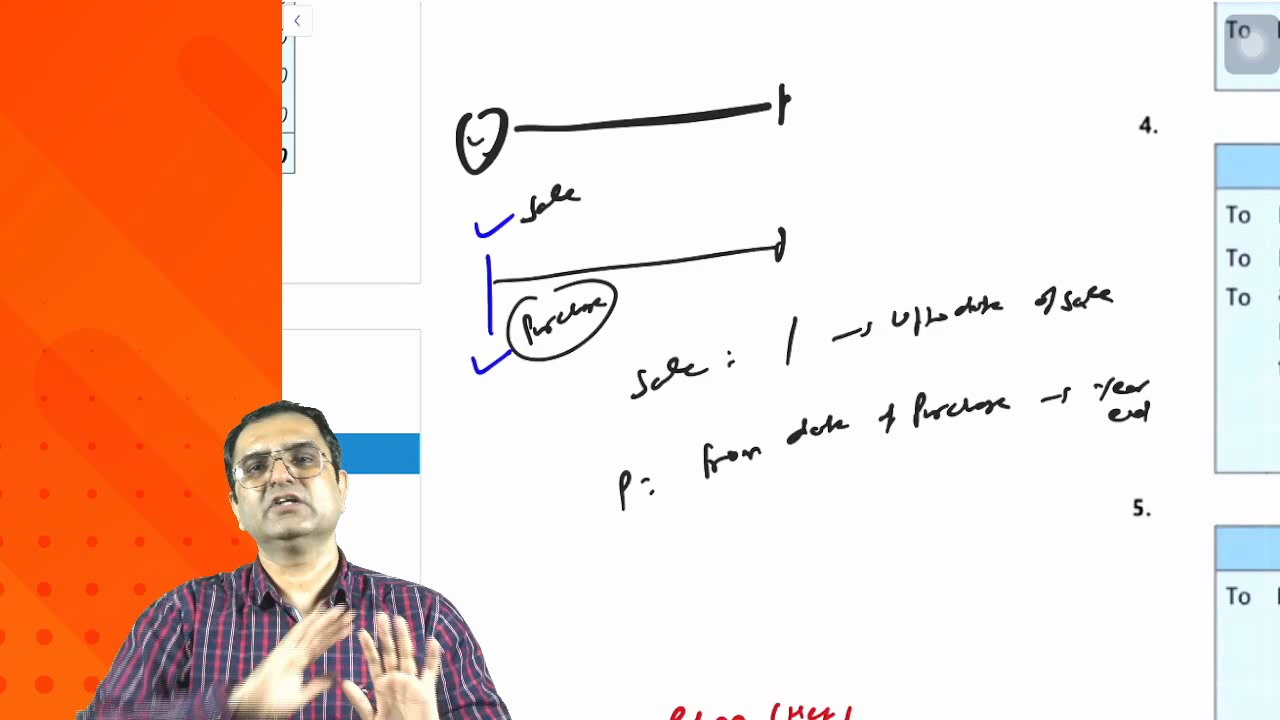 To
4.
Sale
To
To
Purchase
To
Sale : → Upto date of Sale
P : from date of Purchase → Year end
5.
To